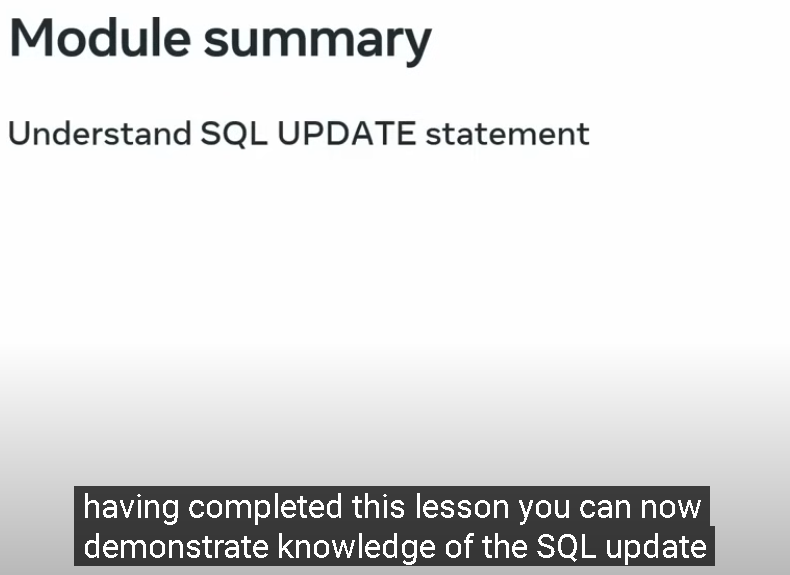 Module summary
Understand SQL UPDATE statement
having completed this lesson you can now
demonstrate knowledge of the SQL update